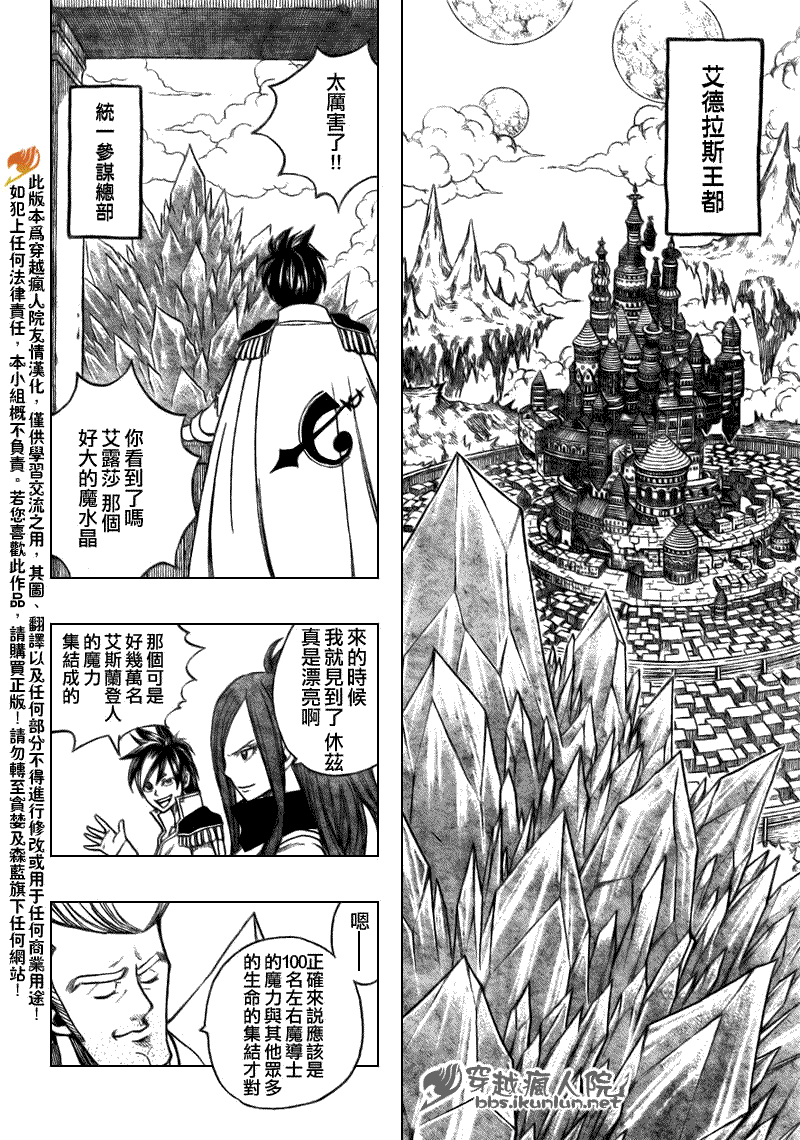 艾德拉斯王都
太厲害了!!
統一參謀總部
你看到了嗎
艾露莎 那個
好大的魔水晶
來的時候
我就見到了 休茲
真是漂亮啊
那個可是
好幾萬名
艾斯蘭登人
的魔力
集結成的
嗯——
正確來說應該是
100名左右魔導士
的魔力與其他眾多
的生命的集結才對
此版本爲穿越瘋人院友情漢化，僅供學習交流之用，其圖、翻譯以及任何部分不得進行修改或用于任何商業用途！
如犯上任何法律責任，本小組概不負責。若您喜歡此作品，請購買正版！請勿轉至貪婪及森藍旗下任何網站！
穿越瘋人院
bbs.ikunlun.net